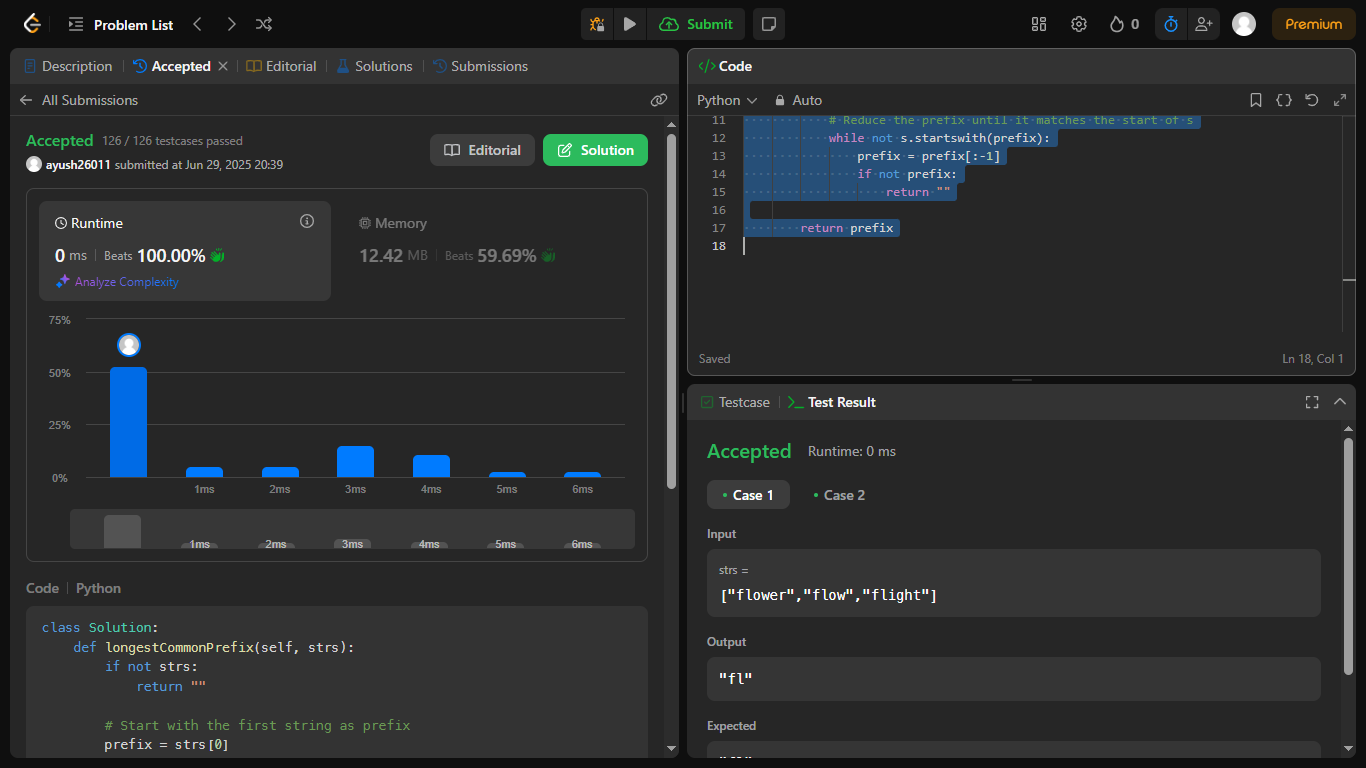 Problem List
Submit
0
Premium
Description
Accepted
Editorial
Solutions
Submissions
All Submissions
Accepted 126 / 126 testcases passed
ayush26011 submitted at Jun 29, 2025 20:39
Editorial
Solution
Runtime
0 ms Beats 100.00%
Analyze Complexity
Memory
12.42 MB Beats 59.69%
75%
50%
25%
0%
1ms 2ms 3ms 4ms 5ms 6ms
1ms 2ms 3ms 4ms 5ms 6ms
Code Python
class Solution:
    def longestCommonPrefix(self, strs):
        if not strs:
            return ""
        # Start with the first string as prefix
        prefix = strs[0]
Code
Python
Auto
11 # Reduce the prefix until it matches the start of s
12 while not s.startswith(prefix):
13 prefix = prefix[:-1]
14 if not prefix:
15 return ""
16
17 return prefix
18
Saved
Ln 18, Col 1
Testcase
Test Result
Accepted Runtime: 0 ms
Case 1
Case 2
Input
strs =
["flower","flow","flight"]
Output
"fl"
Expected